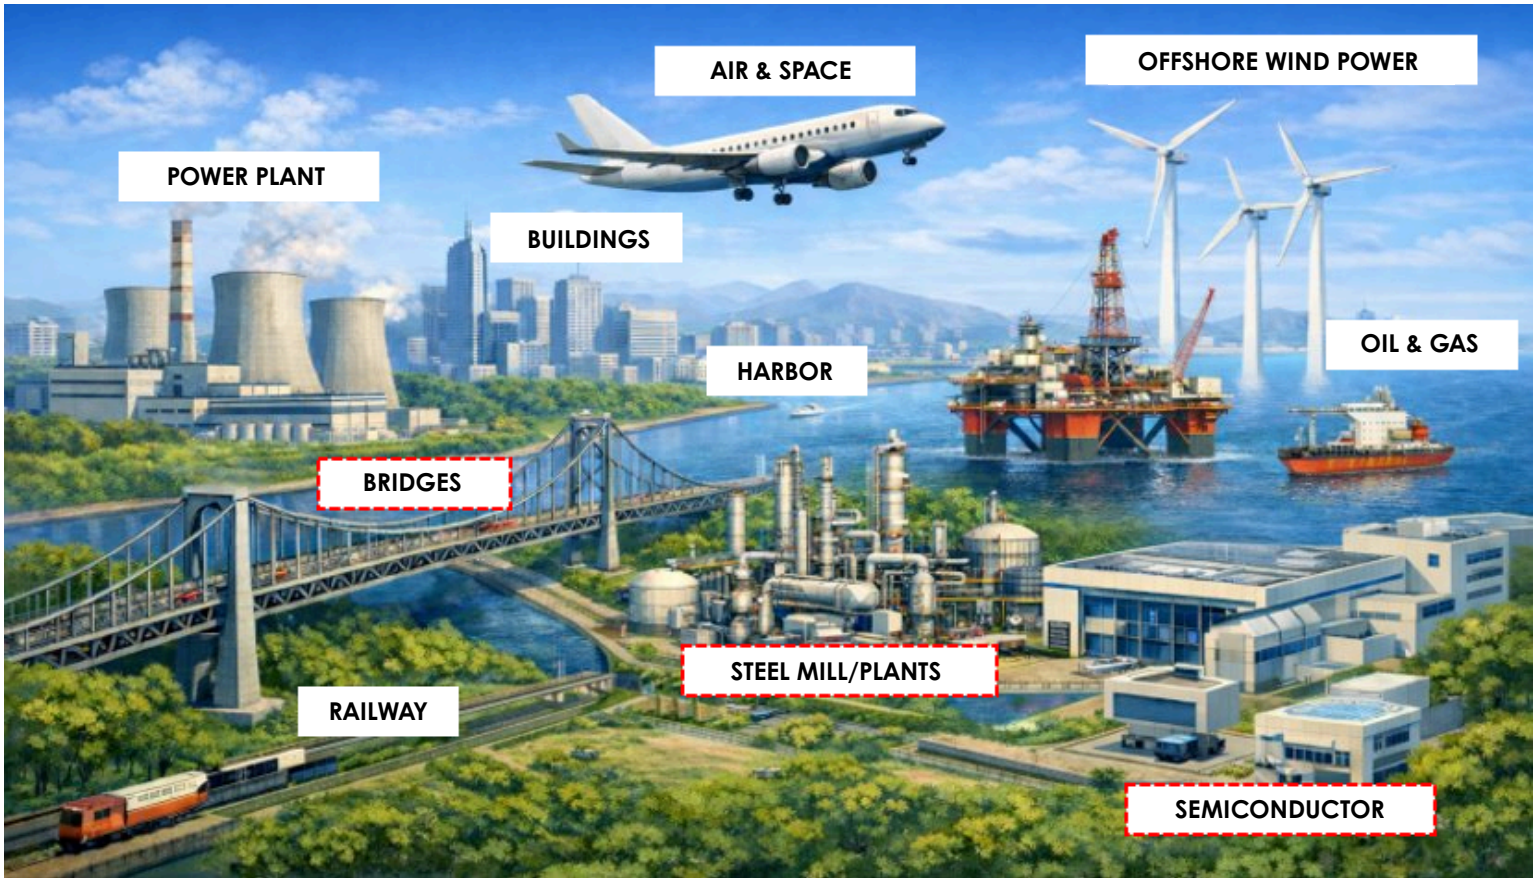 AIR & SPACE
OFFSHORE WIND POWER
POWER PLANT
BUILDINGS
OIL & GAS
HARBOR
BRIDGES
STEEL MILL/PLANTS
RAILWAY
SEMICONDUCTOR